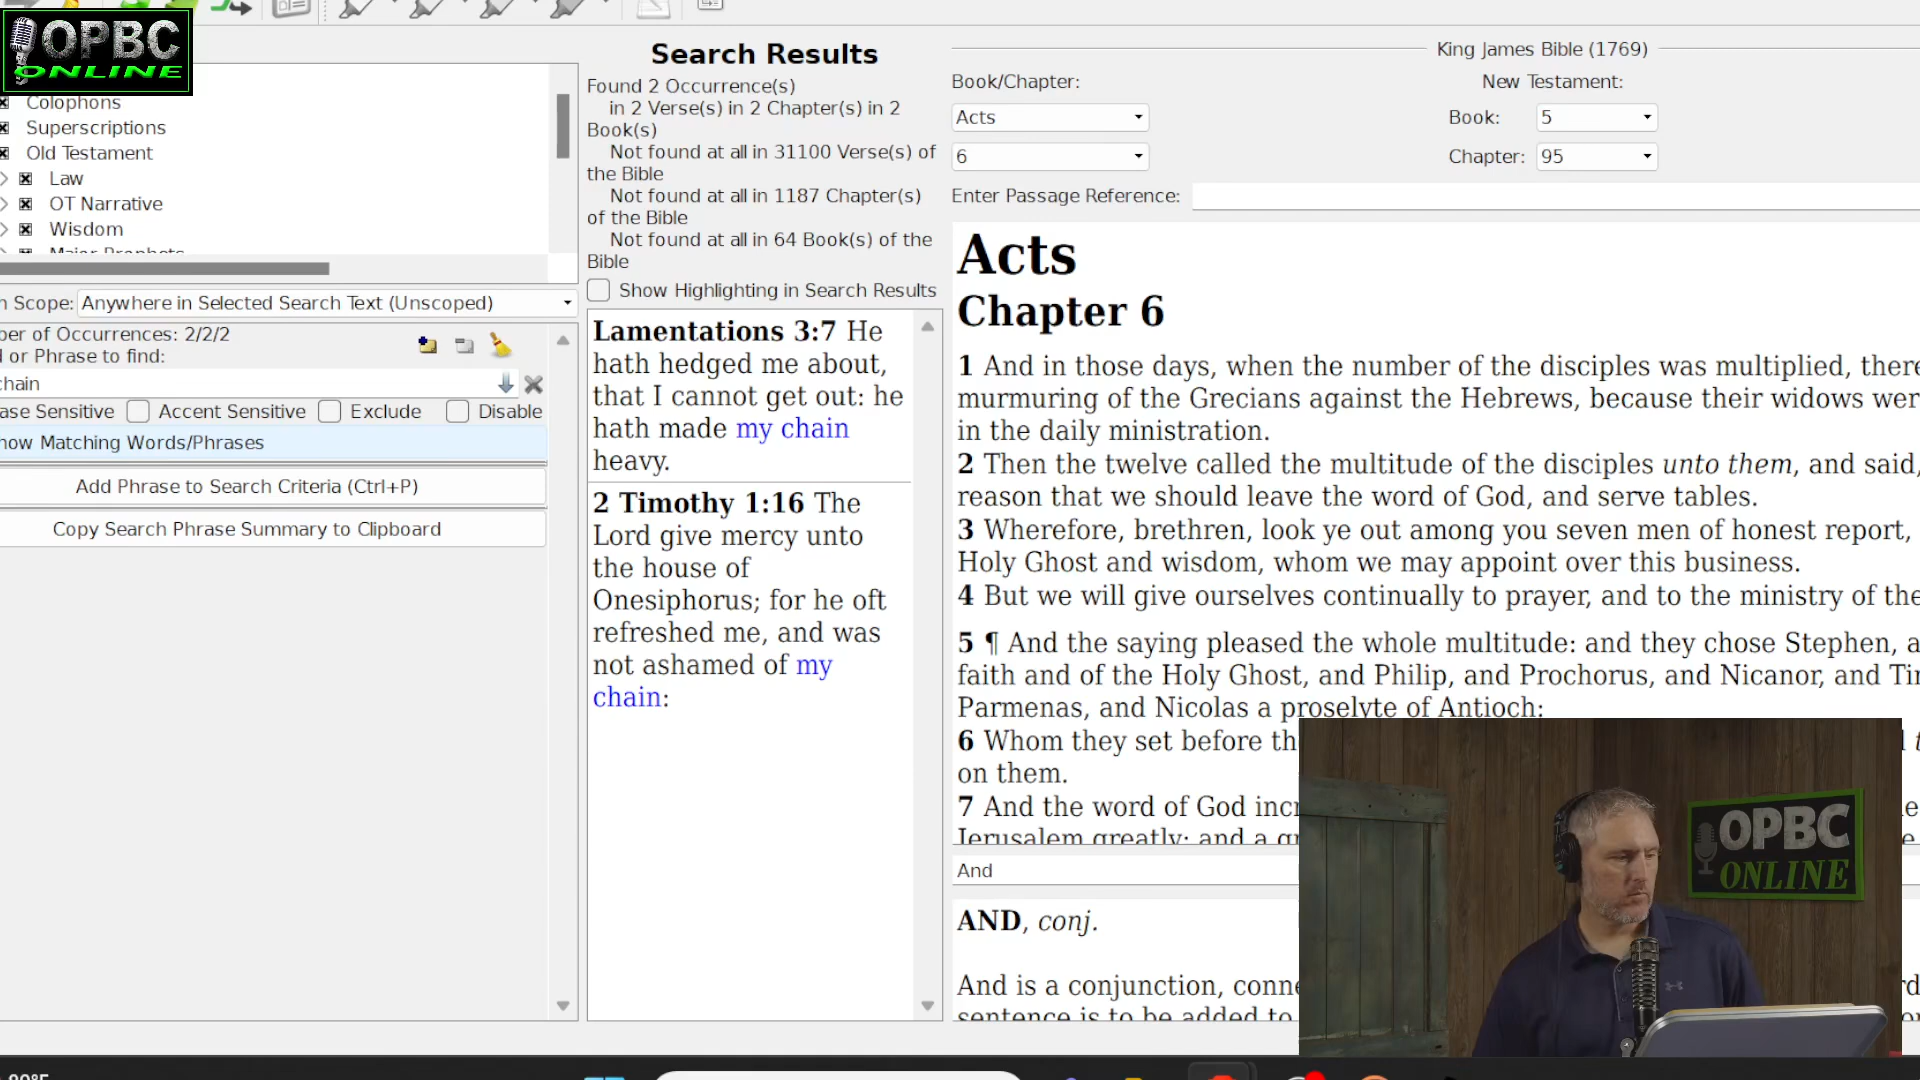 OPBC
ONLINE
Colophons
Superscriptions
Old Testament
Law
OT Narrative
Wisdom
Major Prophets
Scope: Anywhere in Selected Search Text (Unscoped)
of Occurrences: 2/2/2
or Phrase to find:
chain
Sensitive Accent Sensitive Exclude Disable
Matching Words/Phrases
Add Phrase to Search Criteria (Ctrl+P)
Copy Search Phrase Summary to Clipboard
Search Results
Found 2 Occurrence(s)
in 2 Verse(s) in 2 Chapter(s) in 2
Book(s)
Not found at all in 31100 Verse(s) of
the Bible
Not found at all in 1187 Chapter(s)
of the Bible
Not found at all in 64 Book(s) of the
Bible
Show Highlighting in Search Results
Lamentations 3:7 He
hath hedged me about,
that I cannot get out: he
hath made my chain
heavy.
2 Timothy 1:16 The
Lord give mercy unto
the house of
Onesiphorus; for he oft
refreshed me, and was
not ashamed of my
chain:
King James Bible (1769)
Book/Chapter:
New Testament:
Acts
Book: 5
6
Chapter: 95
Enter Passage Reference:
Acts
Chapter 6
1 And in those days, when the number of the disciples was multiplied, there
murmuring of the Grecians against the Hebrews, because their widows wer
in the daily ministration.
2 Then the twelve called the multitude of the disciples unto them, and said,
reason that we should leave the word of God, and serve tables.
3 Wherefore, brethren, look ye out among you seven men of honest report,
Holy Ghost and wisdom, whom we may appoint over this business.
4 But we will give ourselves continually to prayer, and to the ministry of the
5 ¶ And the saying pleased the whole multitude: and they chose Stephen, a
faith and of the Holy Ghost, and Philip, and Prochorus, and Nicanor, and Ti
Parmenas, and Nicolas a proselyte of Antioch:
6 Whom they set before th
on them.
7 And the word of God inc
Jerusalem greatly; and a g
And
AND, conj.
And is a conjunction, conn
sentence is to be added to
OPBC
ONLINE